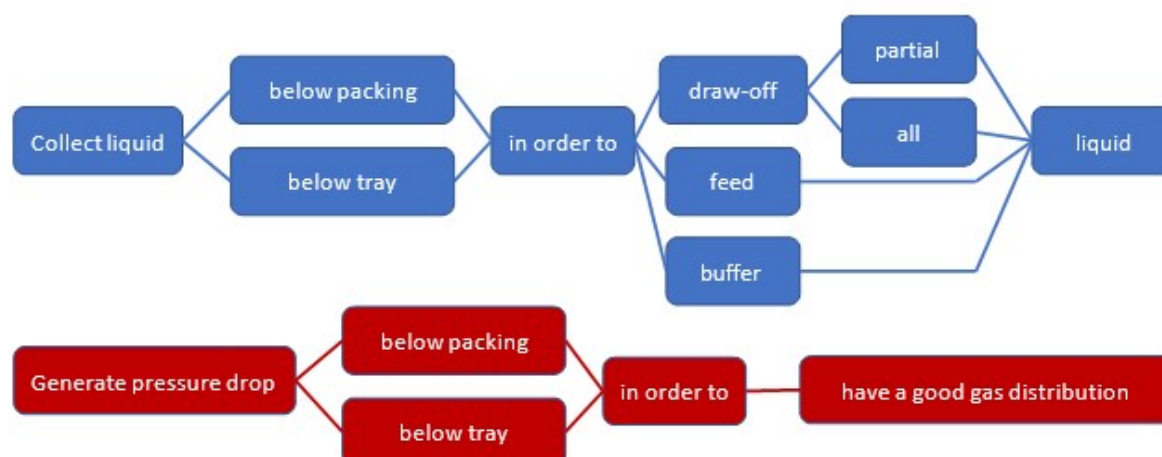 partial
below packing
draw-off
Collect liquid
in order to
all
liquid
below tray
feed
buffer
below packing
Generate pressure drop
in order to
have a good gas distribution
below tray